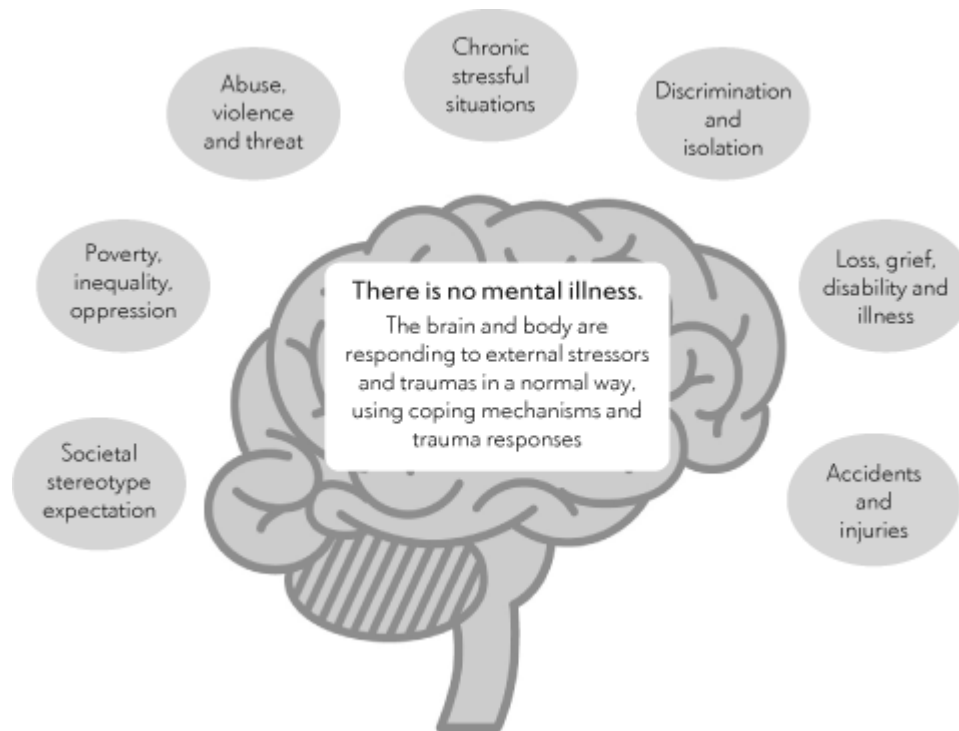 Chronic
stressful
situations
Abuse,
violence
and threat
Discrimination
and
isolation
Poverty,
inequality,
oppression
Loss, grief,
disability and
illness
There is no mental illness.
The brain and body are
responding to external stressors
and traumas in a normal way,
using coping mechanisms and
trauma responses
Societal
stereotype
expectation
Accidents
and
injuries